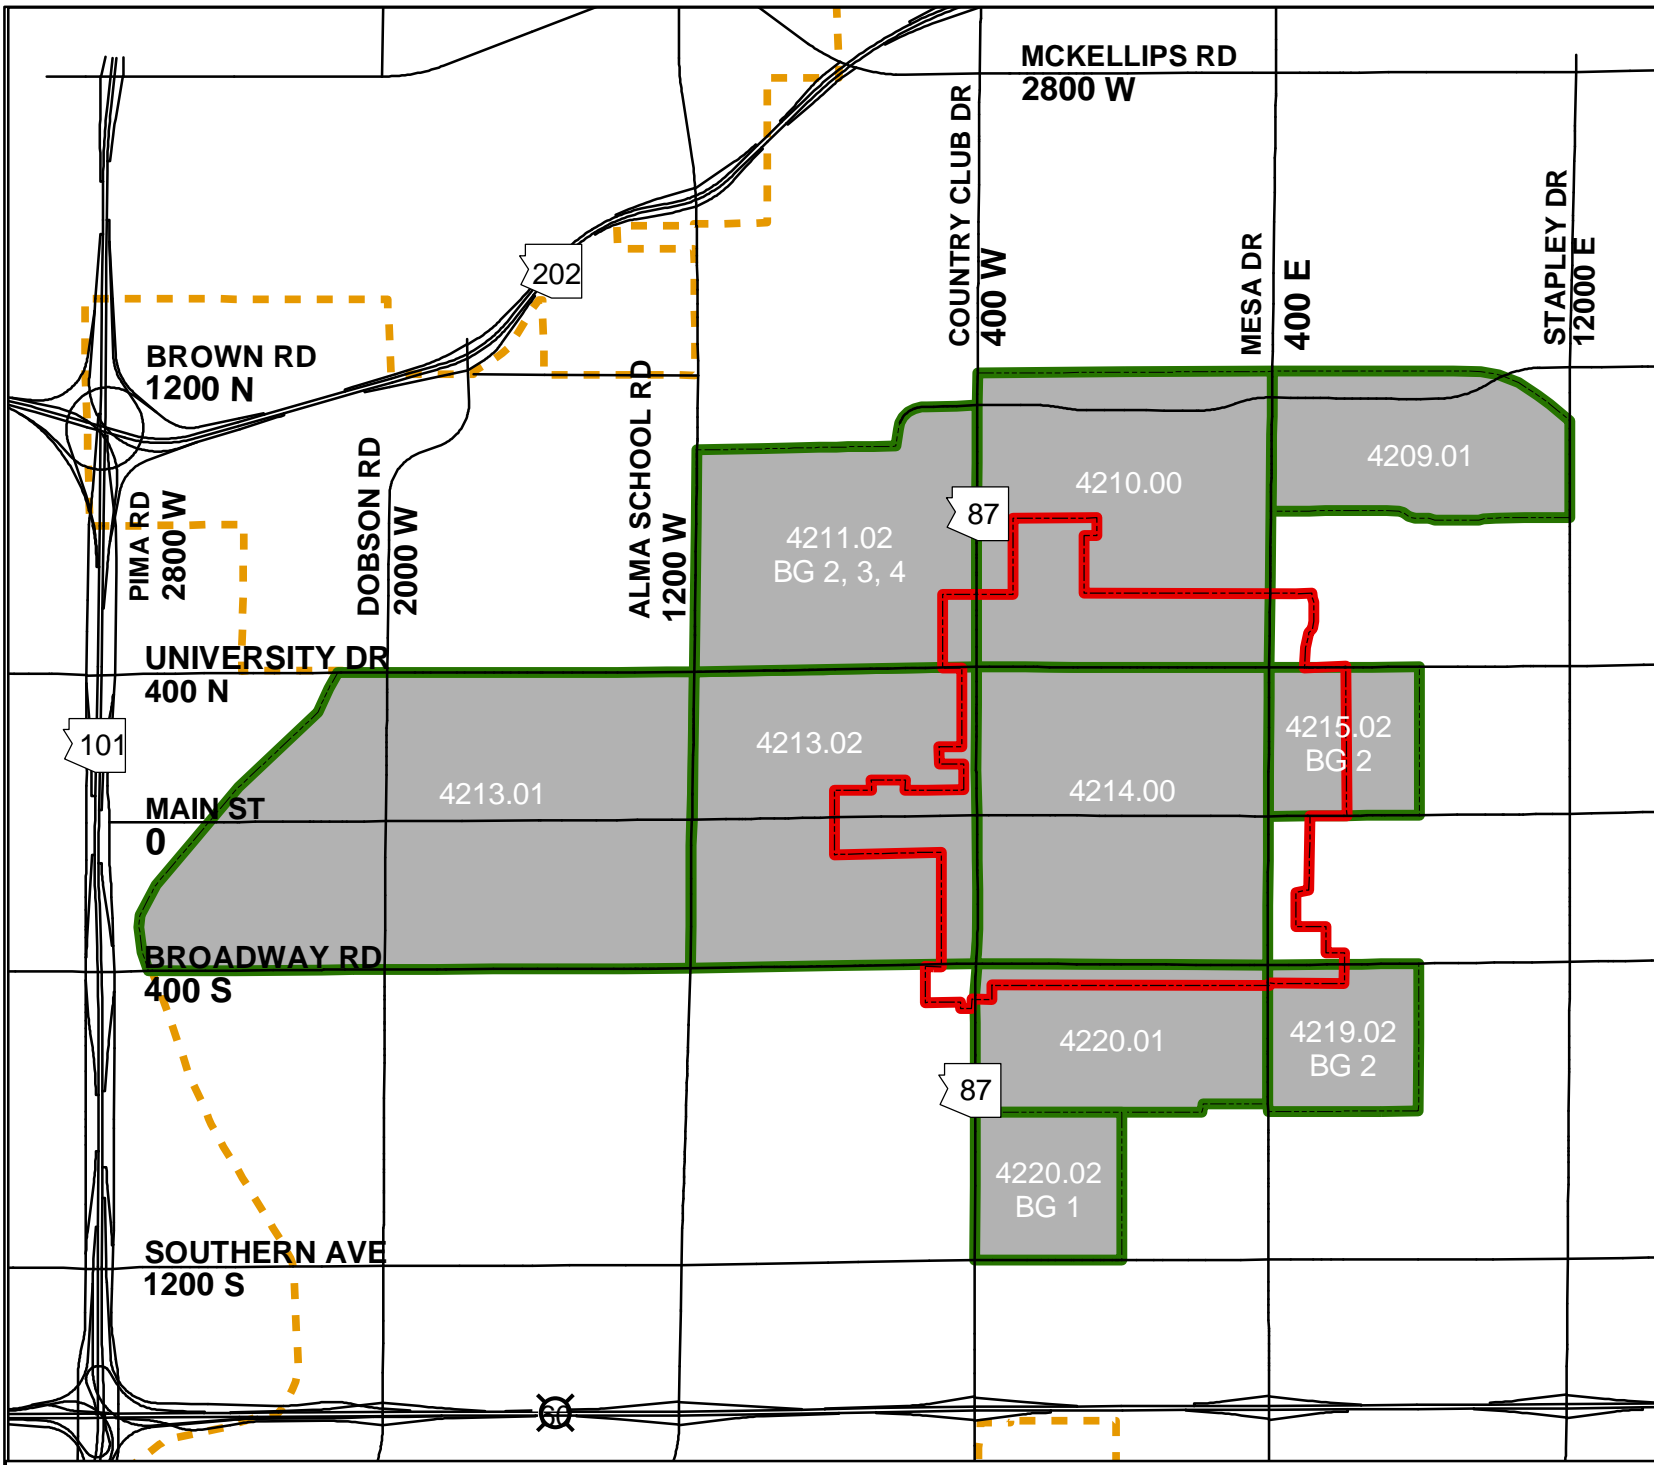 MCKELLIPS RD
2800 W
COUNTRY CLUB DR
400 W
MESA DR
400 E
STAPLEY DR
12000 E
202
BROWN RD
1200 N
ALMA SCHOOL RD
1200 W
DOBSON RD
2000 W
PIMA RD
2800 W
4209.01
4210.00
87
4211.02
BG 2, 3, 4
UNIVERSITY DR
400 N
101
4213.01
4213.02
4214.00
4215.02
BG 2
MAIN ST
0
BROADWAY RD
400 S
4220.01
4219.02
BG 2
87
4220.02
BG 1
SOUTHERN AVE
1200 S
60